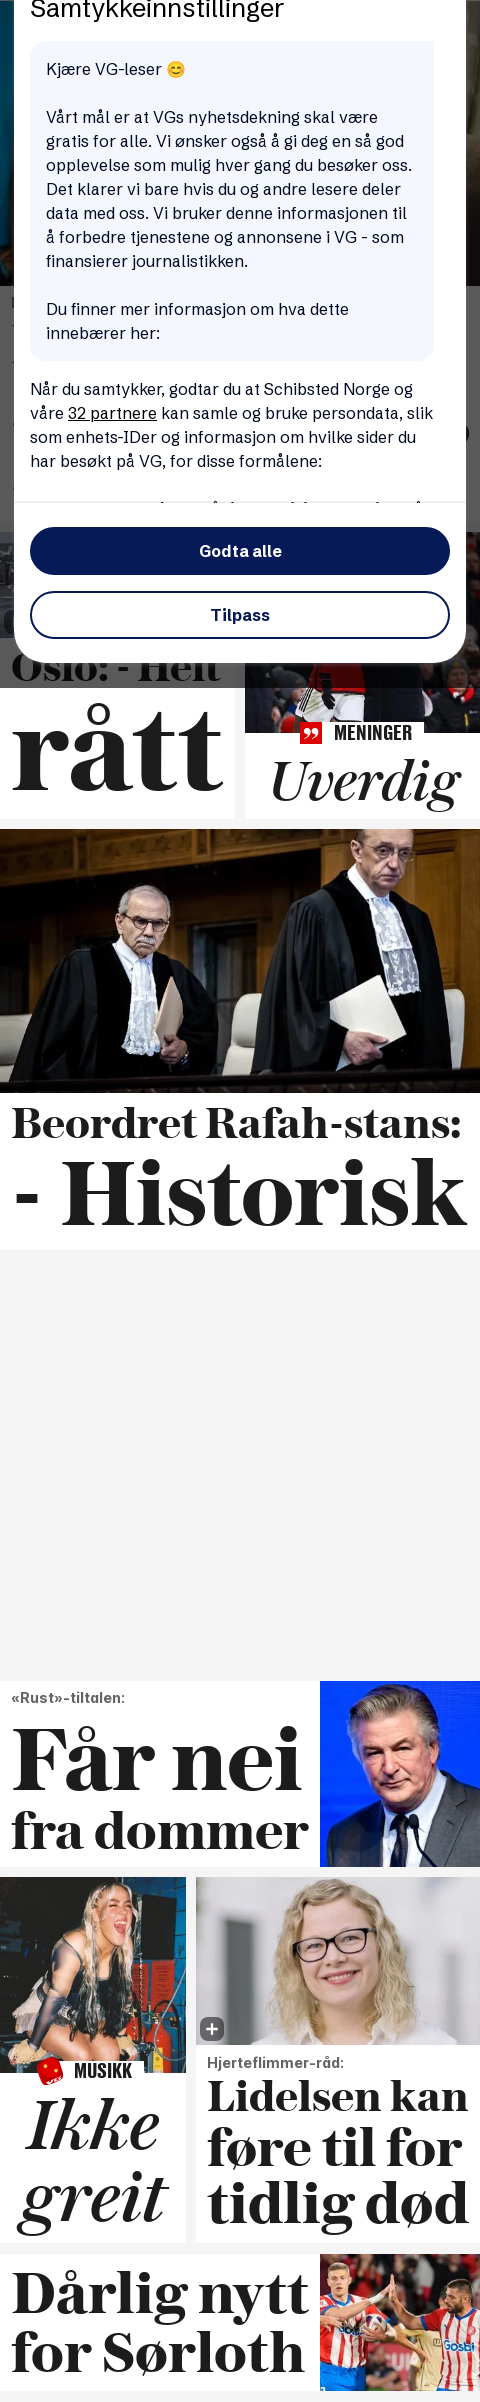 Samtykkeinnstillinger
Kjære VG-leser 😊
Vårt mål er at VGs nyhetsdekning skal være
gratis for alle. Vi ønsker også å gi deg en så god
opplevelse som mulig hver gang du besøker oss.
Det klarer vi bare hvis du og andre lesere deler
data med oss. Vi bruker denne informasjonen til
å forbedre tjenestene og annonsene i VG - som
finansierer journalistikken.
Du finner mer informasjon om hva dette
innebærer her:
Når du samtykker, godtar du at Schibsted Norge og
våre 32 partnere kan samle og bruke persondata, slik
som enhets-IDer og informasjon om hvilke sider du
har besøkt på VG, for disse formålene:
Godta alle
Tilpass
Oslo: - Helt
rått
MENINGER
Uverdig
Beordret Rafah-stans:
- Historisk
«Rust»-tiltalen:
Får nei
fra dommer
MUSIKK
Ikke
greit
Hjerteflimmer-råd:
Lidelsen kan
føre til for
tidlig død
Dårlig nytt
for Sørloth
Gosbi